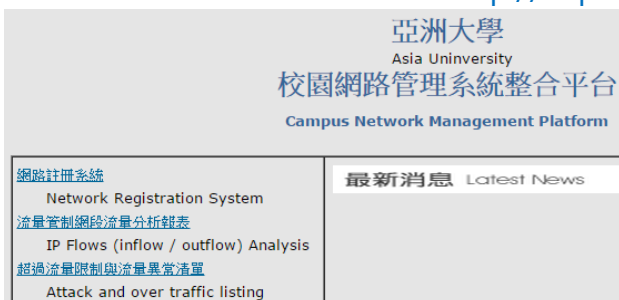 亞洲大學
Asia Uninversity
校園網路管理系統整合平台
Campus Network Management Platform
網路註冊系統
Network Registration System
流量管制網段流量分析報表
IP Flows (inflow / outflow) Analysis
超過流量限制與流量異常清單
Attack and over traffic listing
最新消息 Latest News